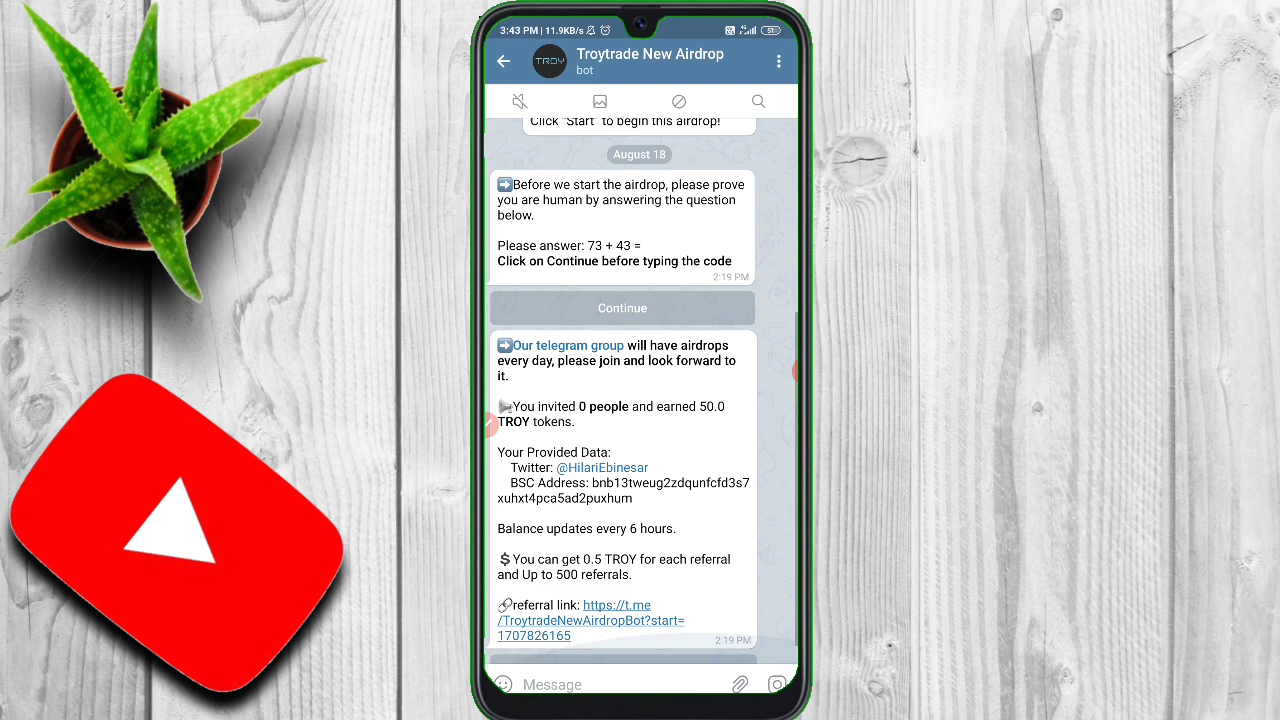 3:43 PM | 11.9KB/s
51
TROY
Troytrade New Airdrop
bot
Click "Start" to begin this airdrop!
August 18
➡Before we start the airdrop, please prove
you are human by answering the question
below.
Please answer: 73 + 43 =
Click on Continue before typing the code
2:19 PM
Continue
➡Our telegram group will have airdrops
every day, please join and look forward to
it.
📢You invited 0 people and earned 50.0
TROY tokens.
Your Provided Data:
Twitter: @HilariEbinesar
BSC Address: bnb13tweug2zdqunfcfd3s7
xuhxt4pca5ad2puxhum
Balance updates every 6 hours.
💲You can get 0.5 TROY for each referral
and Up to 500 referrals.
🔗referral link: https://t.me
/TroytradeNewAirdropBot?start=
1707826165
2:19 PM
Message